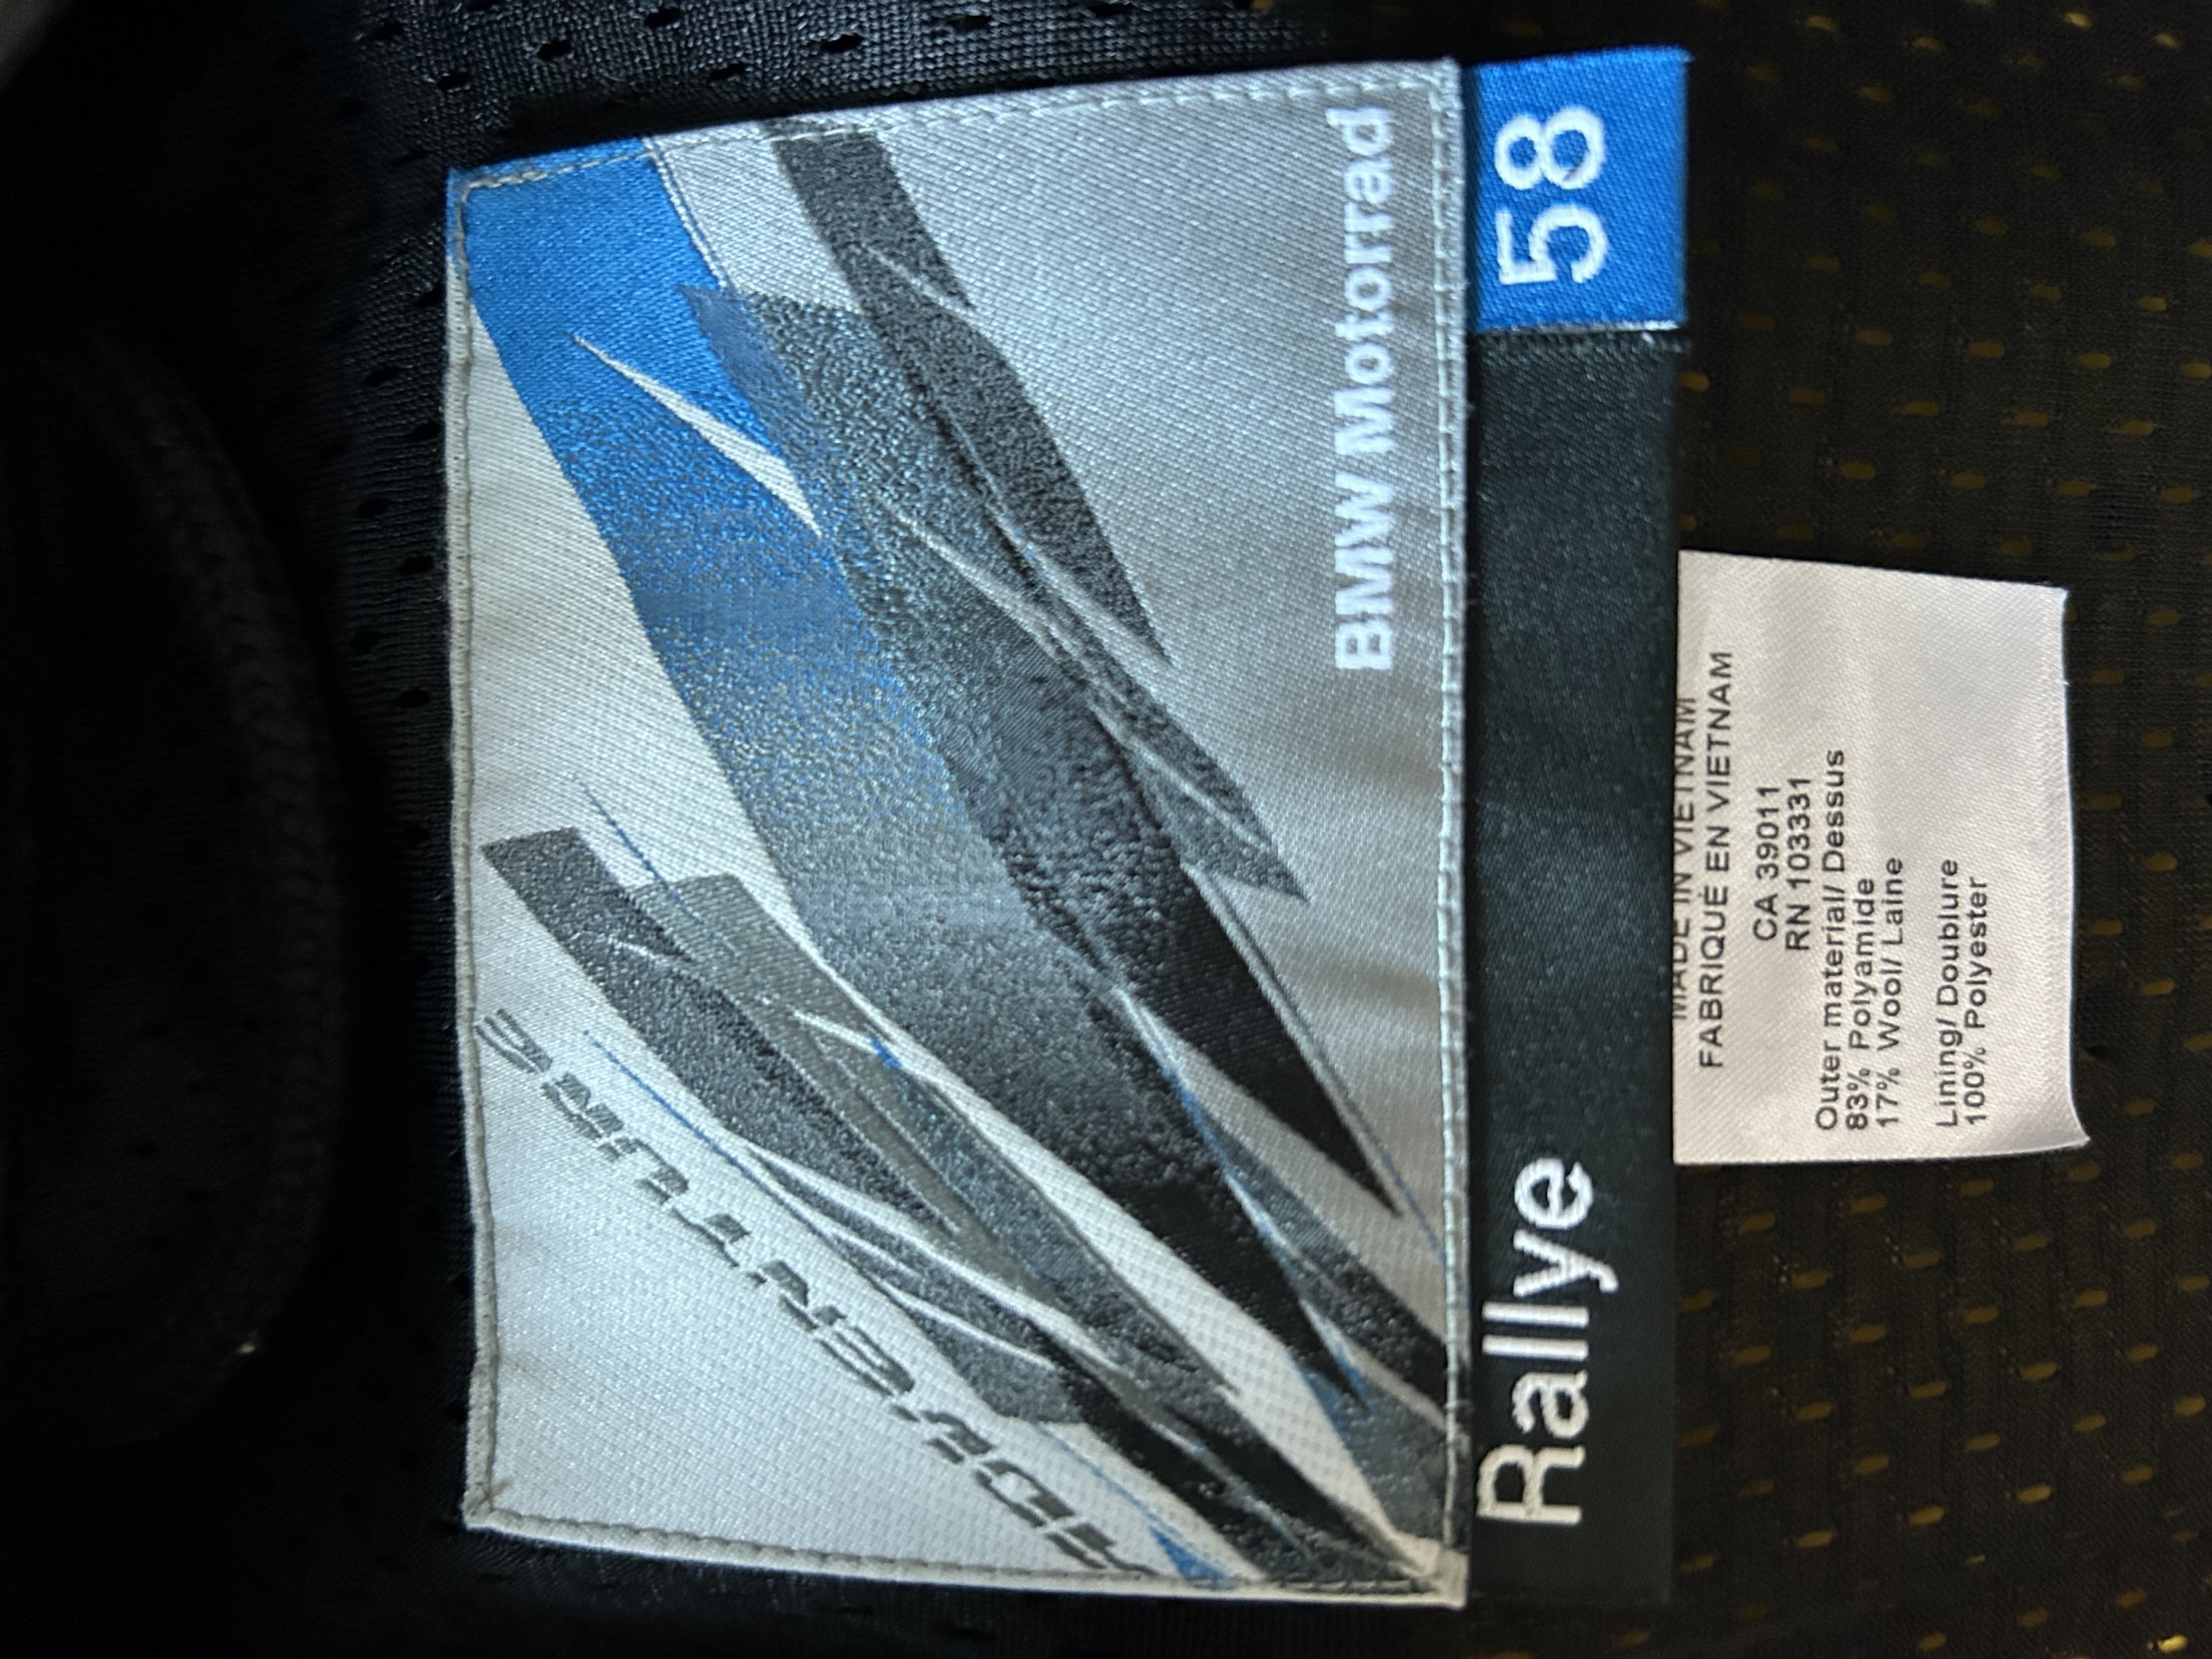 ADVENTURE
BMW Motorrad
Rallye
58
MADE IN VIETNAM
FABRIQUÉ EN VIETNAM
CA 39011
RN 103331
Outer material/ Dessus
83% Polyamide
17% Wool/ Laine
Lining/ Doublure
100% Polyester